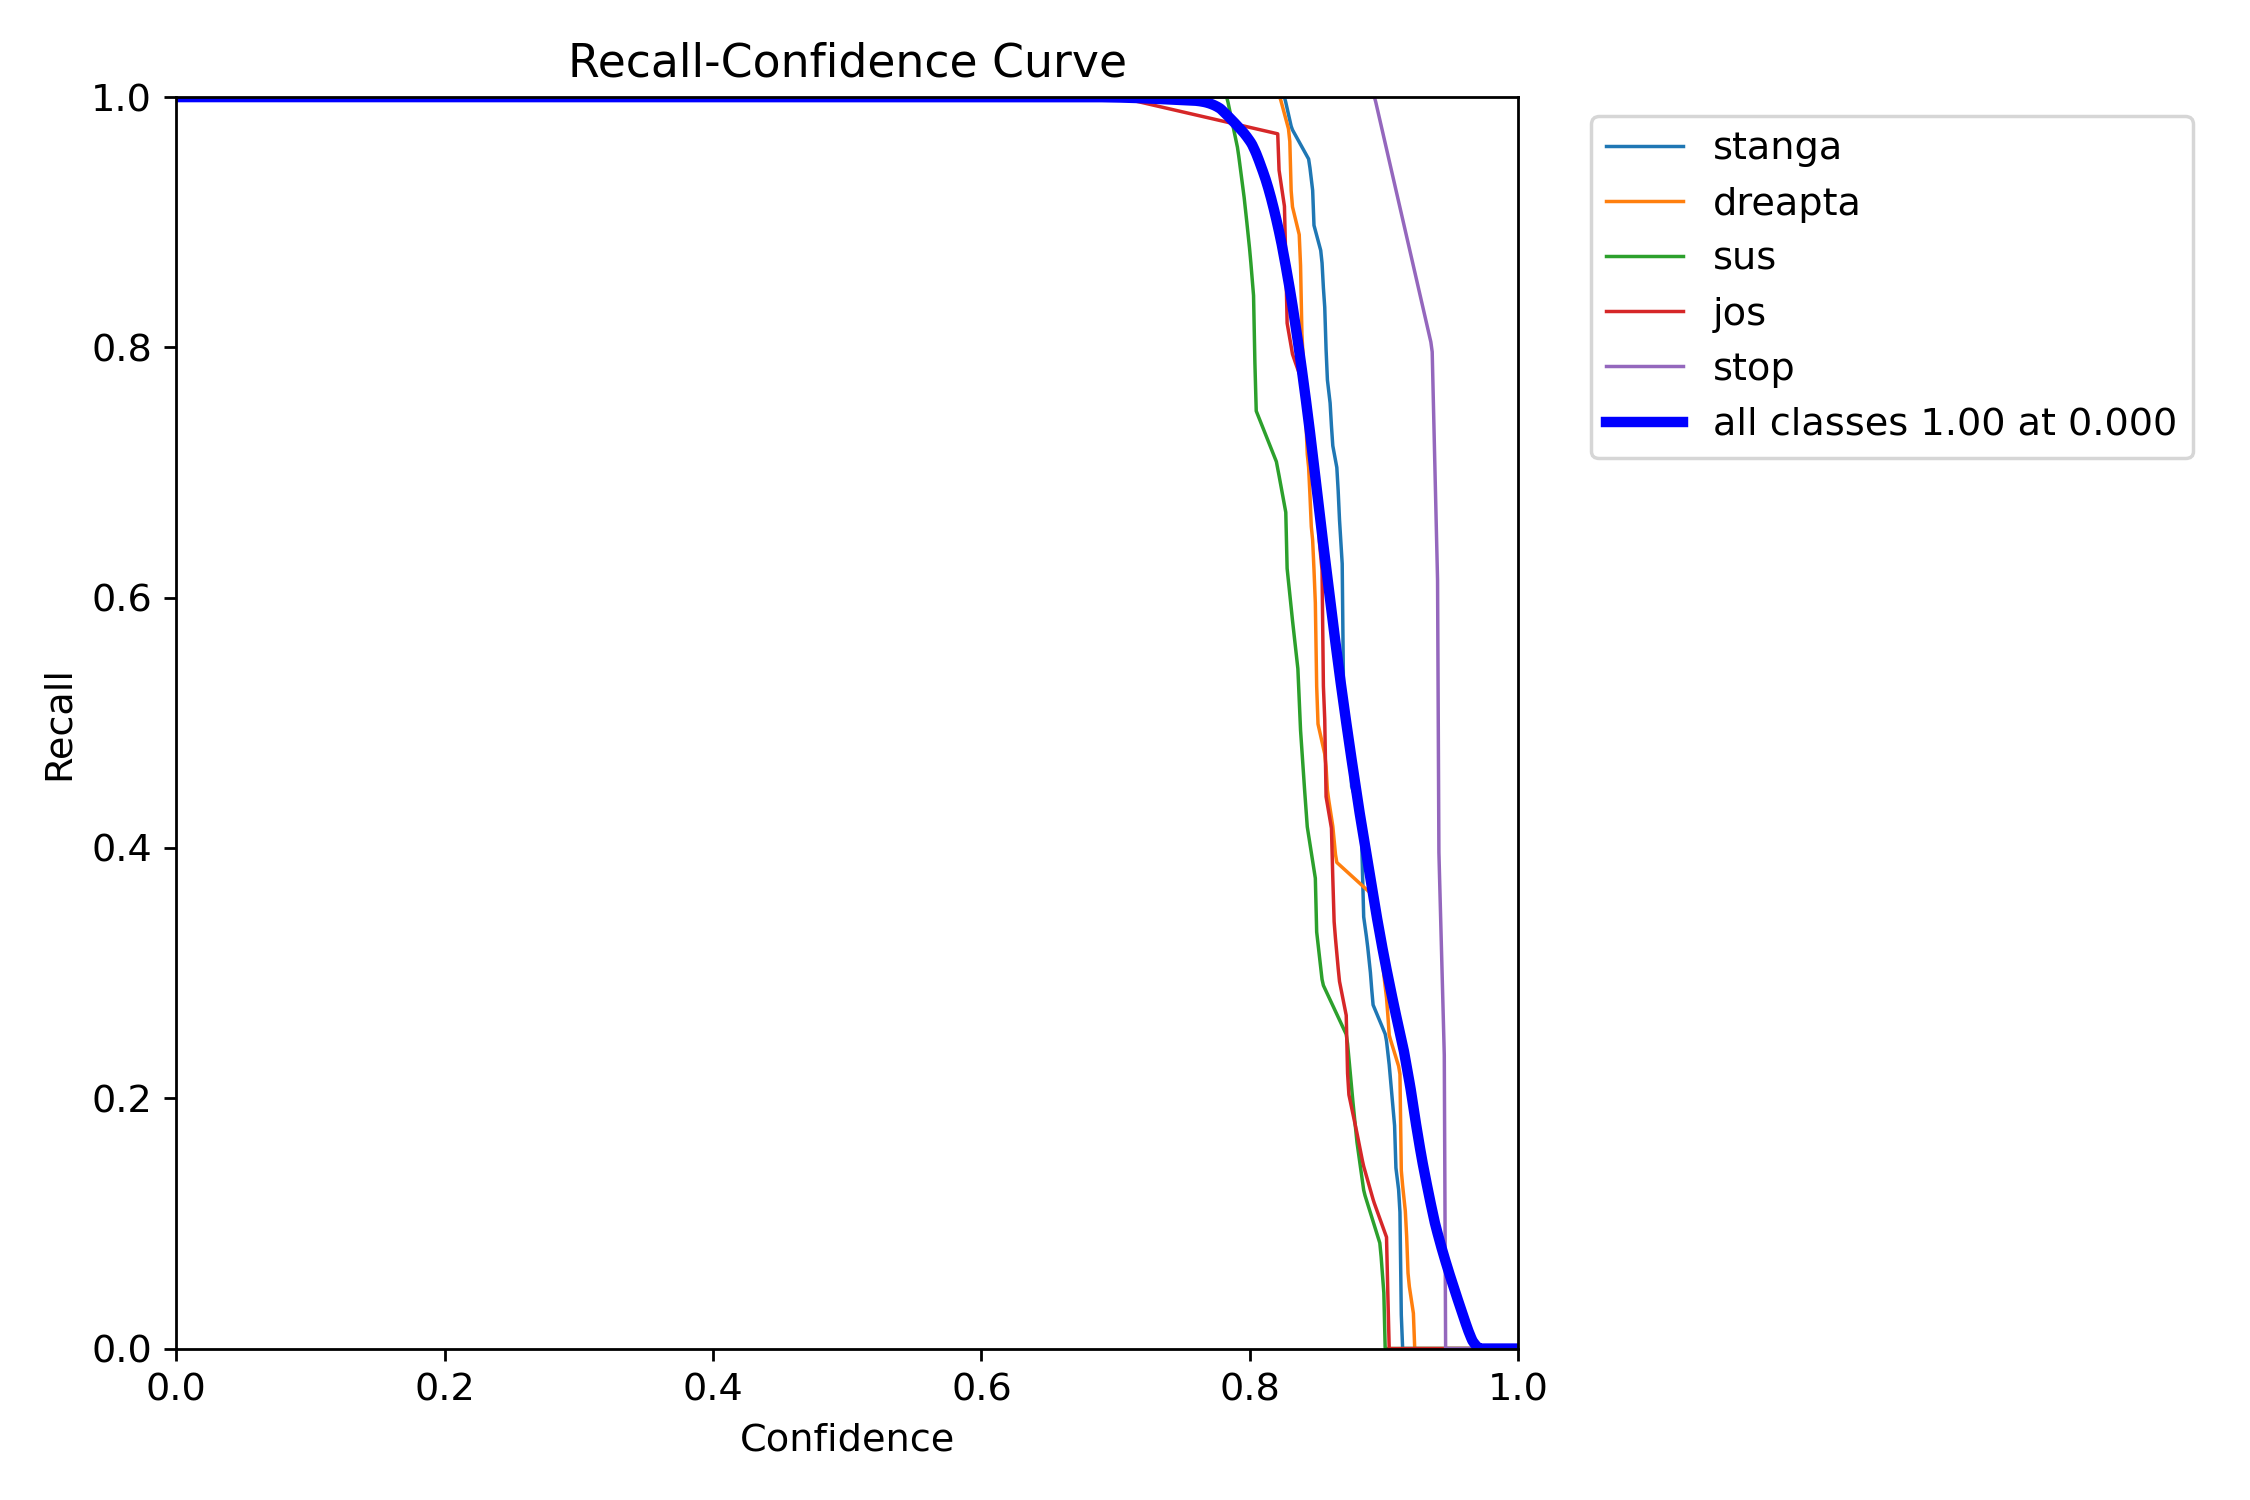 Recall-Confidence Curve
1.0
0.8
0.6
0.4
0.2
0.0
Recall
0.0 0.2 0.4 0.6 0.8 1.0
Confidence
stanga
dreapta
sus
jos
stop
all classes 1.00 at 0.000